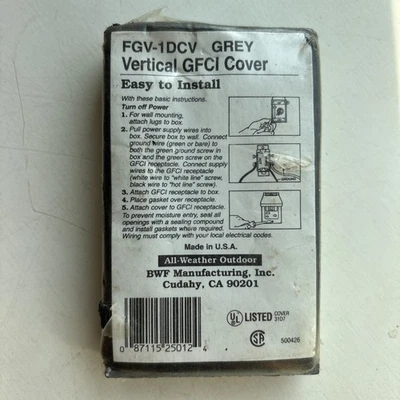 FGV-1DCV GREY
Vertical GFCI Cover
Easy to Install
With these basic instructions.
Turn off Power
1. For wall mounting,
attach lugs to box.
2. Pull power supply wires into
box. Secure box to wall. Connect
ground wire (green or bare) to
both the green ground screw in
box and the green screw on the
GFCI receptacle. Connect supply
wires to the GFCI receptacle
(white wire to "white line" screw,
black wire to "hot line" screw).
3. Attach GFCI receptacle to box.
4. Place gasket over receptacle.
5. Attach cover to GFCI receptacle.
To prevent moisture entry, seal all
openings with a sealing compound
and install gaskets where required.
Wiring must comply with your local electrical codes.
Made in U.S.A.
All-Weather Outdoor
BWF Manufacturing, Inc.
Cudahy, CA 90201
UL LISTED COVER
31D7
0 87115 25012 4
500426